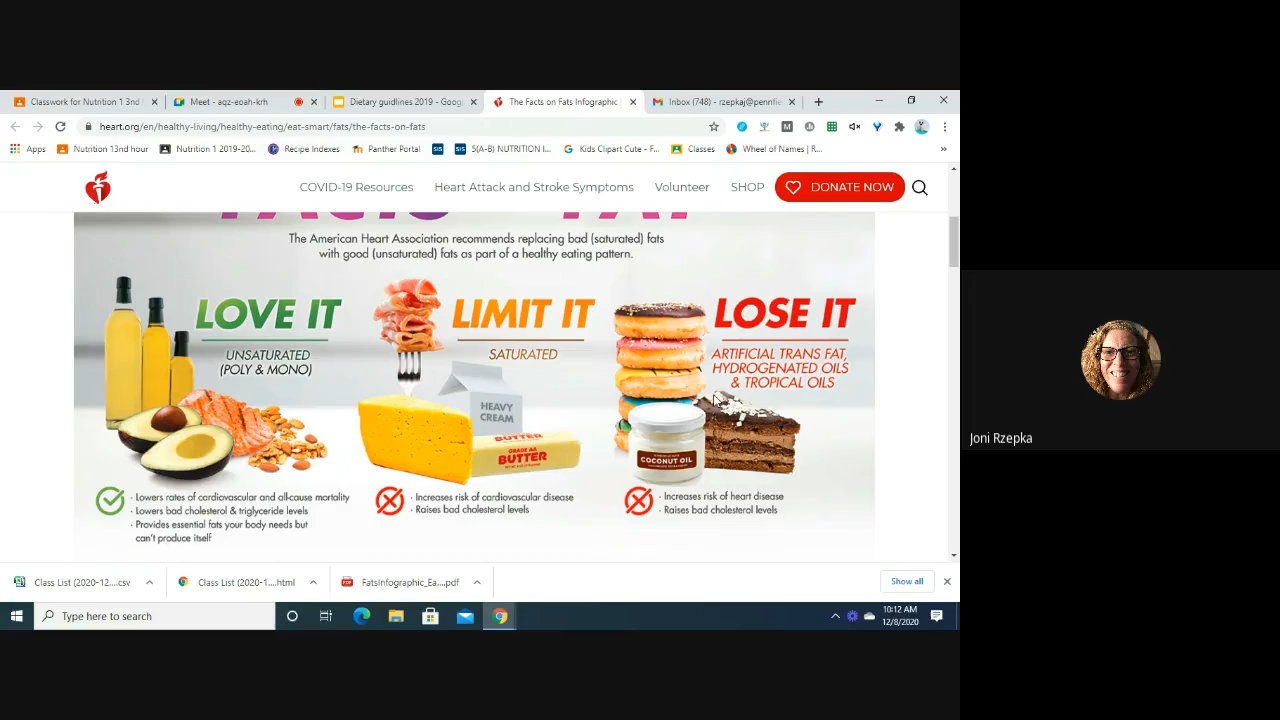 Classwork for Nutrition 1 3nd
Meet - aqz-eoah-krh
Dietary guidlines 2019 - Goog
The Facts on Fats Infographic |
Inbox (748) - rzepkaj@pennfie
heart.org/en/healthy-living/healthy-eating/eat-smart/fats/the-facts-on-fats
Apps
Nutrition 13nd hour
Nutrition 1 2019-20...
Recipe Indexes
Panther Portal
SIS
SIS
5(A-B) NUTRITION I...
Kids Clipart Cute - F...
Classes
Wheel of Names | R...
»
COVID-19 Resources
Heart Attack and Stroke Symptoms
Volunteer
SHOP
DONATE NOW
The American Heart Association recommends replacing bad (saturated) fats
with good (unsaturated) fats as part of a healthy eating pattern.
LOVE IT
UNSATURATED
(POLY & MONO)
LIMIT IT
SATURATED
LOSE IT
ARTIFICIAL TRANS FAT,
HYDROGENATED OILS
& TROPICAL OILS
HEAVY
CREAM
BUTTER
GRADE AA
BUTTER
COCONUT OIL
· Lowers rates of cardiovascular and all-cause mortality
· Lowers bad cholesterol & triglyceride levels
· Provides essential fats your body needs but
can't produce itself
· Increases risk of cardiovascular disease
· Raises bad cholesterol levels
· Increases risk of heart disease
· Raises bad cholesterol levels
Class List (2020-12....csv
Class List (2020-1....html
FatsInfographic_Ea....pdf
Show all
Type here to search
10:12 AM
12/8/2020
Joni Rzepka